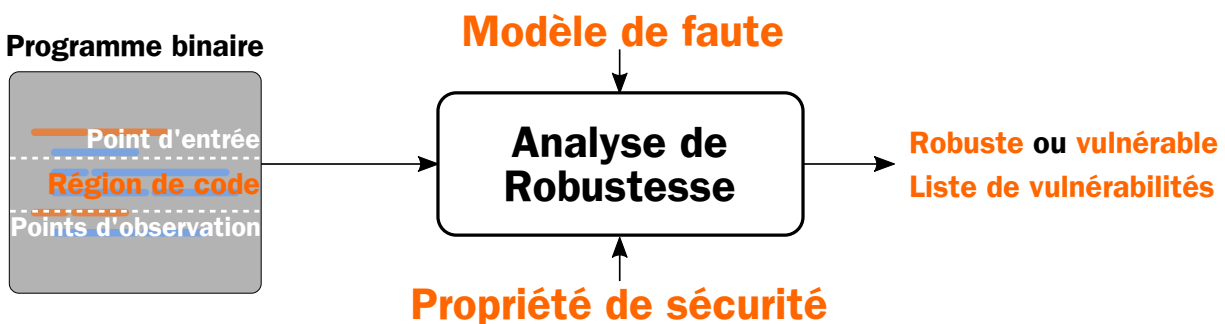 Modèle de faute
Programme binaire
Point d'entrée
Région de code
Points d'observation
Analyse de
Robustesse
Robuste ou vulnérable
Liste de vulnérabilités
Propriété de sécurité